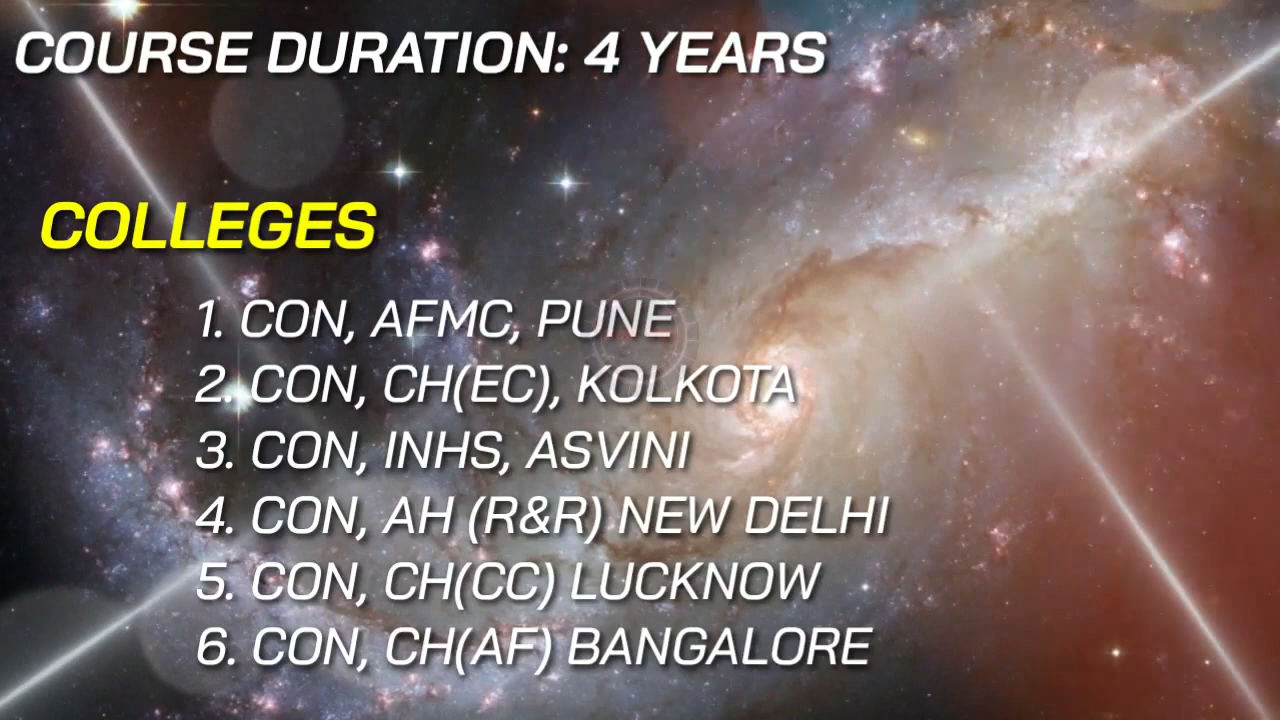 COURSE DURATION: 4 YEARS
COLLEGES
1. CON, AFMC, PUNE
2. CON, CH(EC), KOLKOTA
3. CON, INHS, ASVINI
4. CON, AH (R&R) NEW DELHI
5. CON, CH(CC) LUCKNOW
6. CON, CH(AF) BANGALORE